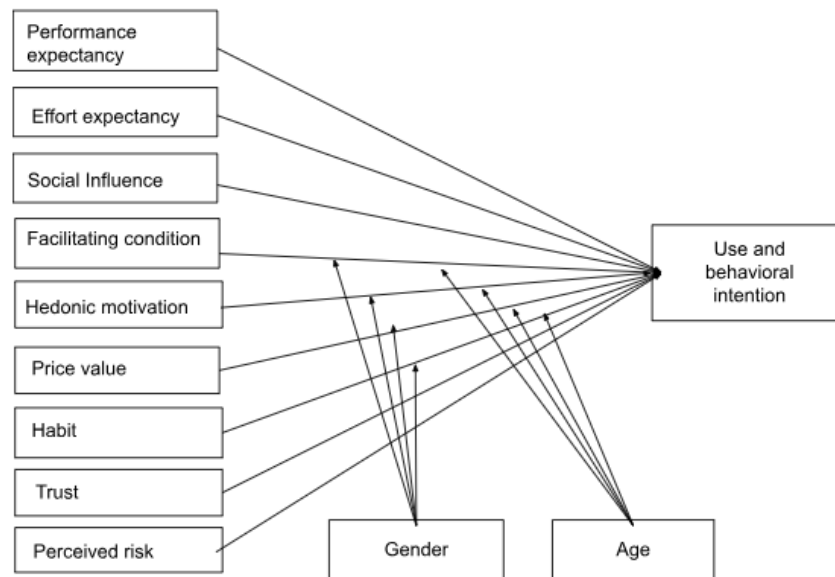 Performance
expectancy
Effort expectancy
Social Influence
Facilitating condition
Hedonic motivation
Price value
Habit
Trust
Perceived risk
Use and
behavioral
intention
Gender
Age